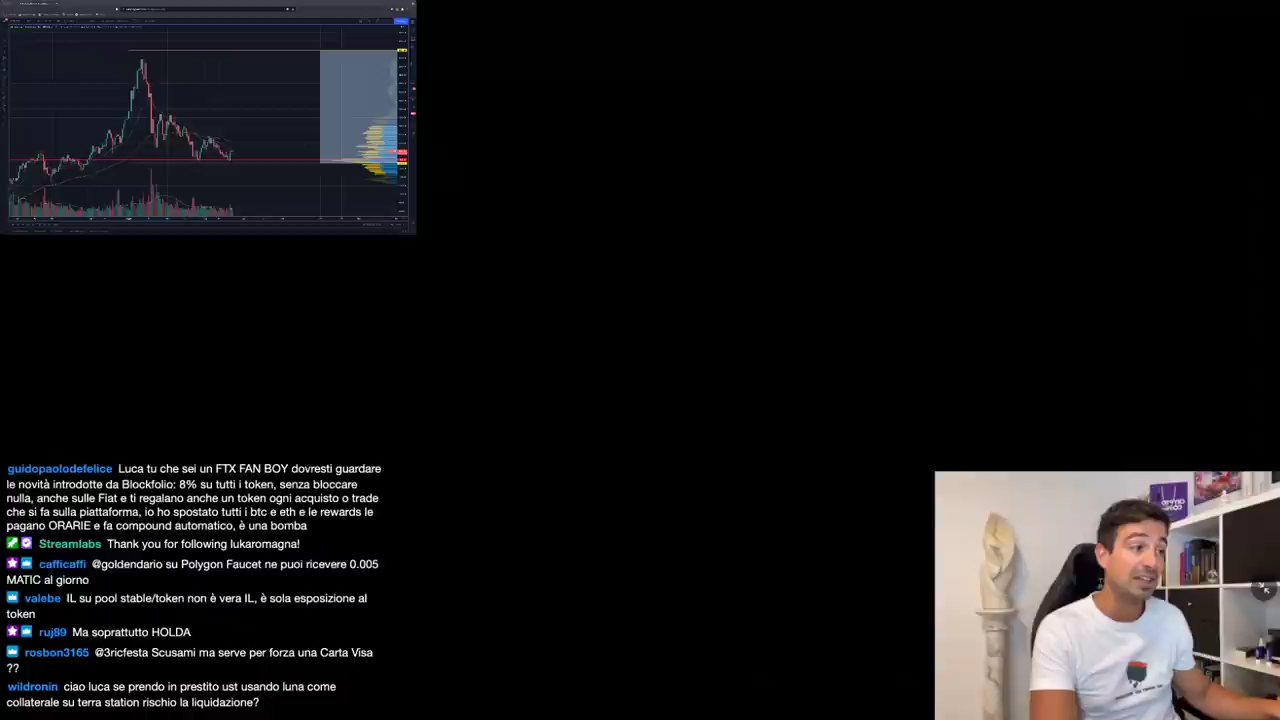 guidopaolodefelice Luca tu che sei un FTX FAN BOY dovresti guardare
le novità introdotte da Blockfolio: 8% su tutti i token, senza bloccare
nulla, anche sulle Fiat e ti regalano anche un token ogni acquisto o trade
che si fa sulla piattaforma, io ho spostato tutti i btc e eth e le rewards le
pagano ORARIE e fa compound automatico, è una bomba
Streamlabs Thank you for following lukaromagna!
cafficaffi @goldendario su Polygon Faucet ne puoi ricevere 0.005
MATIC al giorno
valebe IL su pool stable/token non è vera IL, è sola esposizione al
token
ruj89 Ma soprattutto HOLDA
rosbon3165 @3ricfesta Scusami ma serve per forza una Carta Visa
??
wildronin ciao luca se prendo in prestito ust usando luna come
collaterale su terra station rischio la liquidazione?